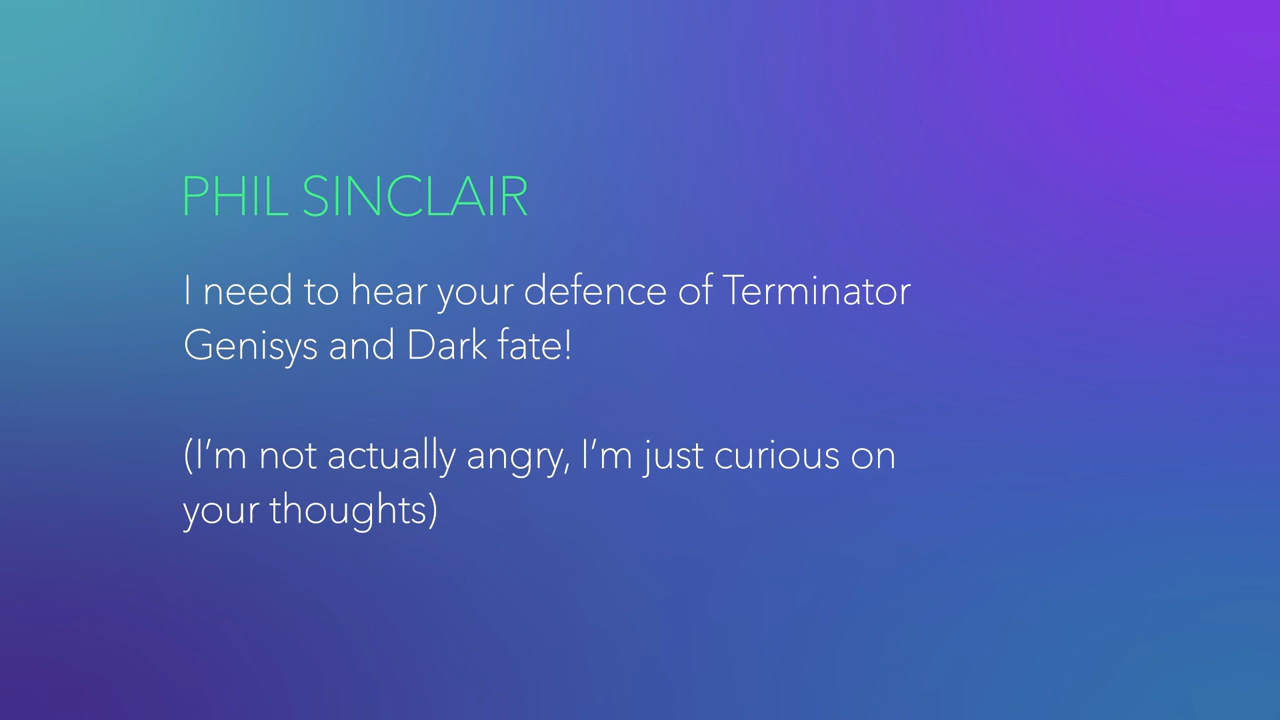 PHIL SINCLAIR
I need to hear your defence of Terminator
Genisys and Dark fate!
(I’m not actually angry, I’m just curious on
your thoughts)